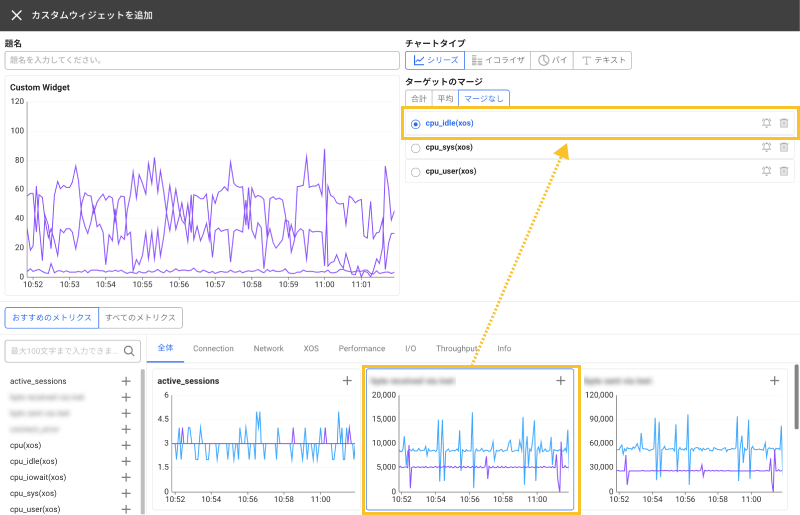 カスタムウィジェットを追加
題名
題名を入力してください。
Custom Widget
120
100
80
60
40
20
0
10:52 10:53 10:54 10:55 10:56 10:57 10:58 10:59 11:00 11:01
チャートタイプ
シリーズ イコライザ パイ テキスト
ターゲットのマージ
合計 平均 マージなし
cpu_idle(xos)
cpu_sys(xos)
cpu_user(xos)
おすすめのメトリクス すべてのメトリクス
最大100文字まで入力できま...
active_sessions
cpu(xos)
cpu_idle(xos)
cpu_iowait(xos)
cpu_sys(xos)
cpu_user(xos)
全体 Connection Network XOS Performance I/O Throughput Info
active_sessions
6
4.5
3
1.5
0
10:52 10:54 10:56 10:58 11:00
20,000
15,000
10,000
5,000
0
10:52 10:54 10:56 10:58 11:00
120,000
90,000
60,000
30,000
0
10:52 10:54 10:56 10:58 11:00